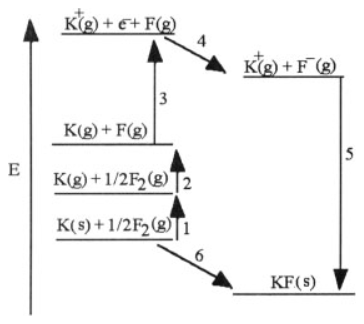 K⁺(g) + e⁻ + F(g)
4
K⁺(g) + F⁻(g)
3
K(g) + F(g)
5
E
2
K(g) + 1/2F₂(g)
K(s) + 1/2F₂(g)
1
6
KF(s)